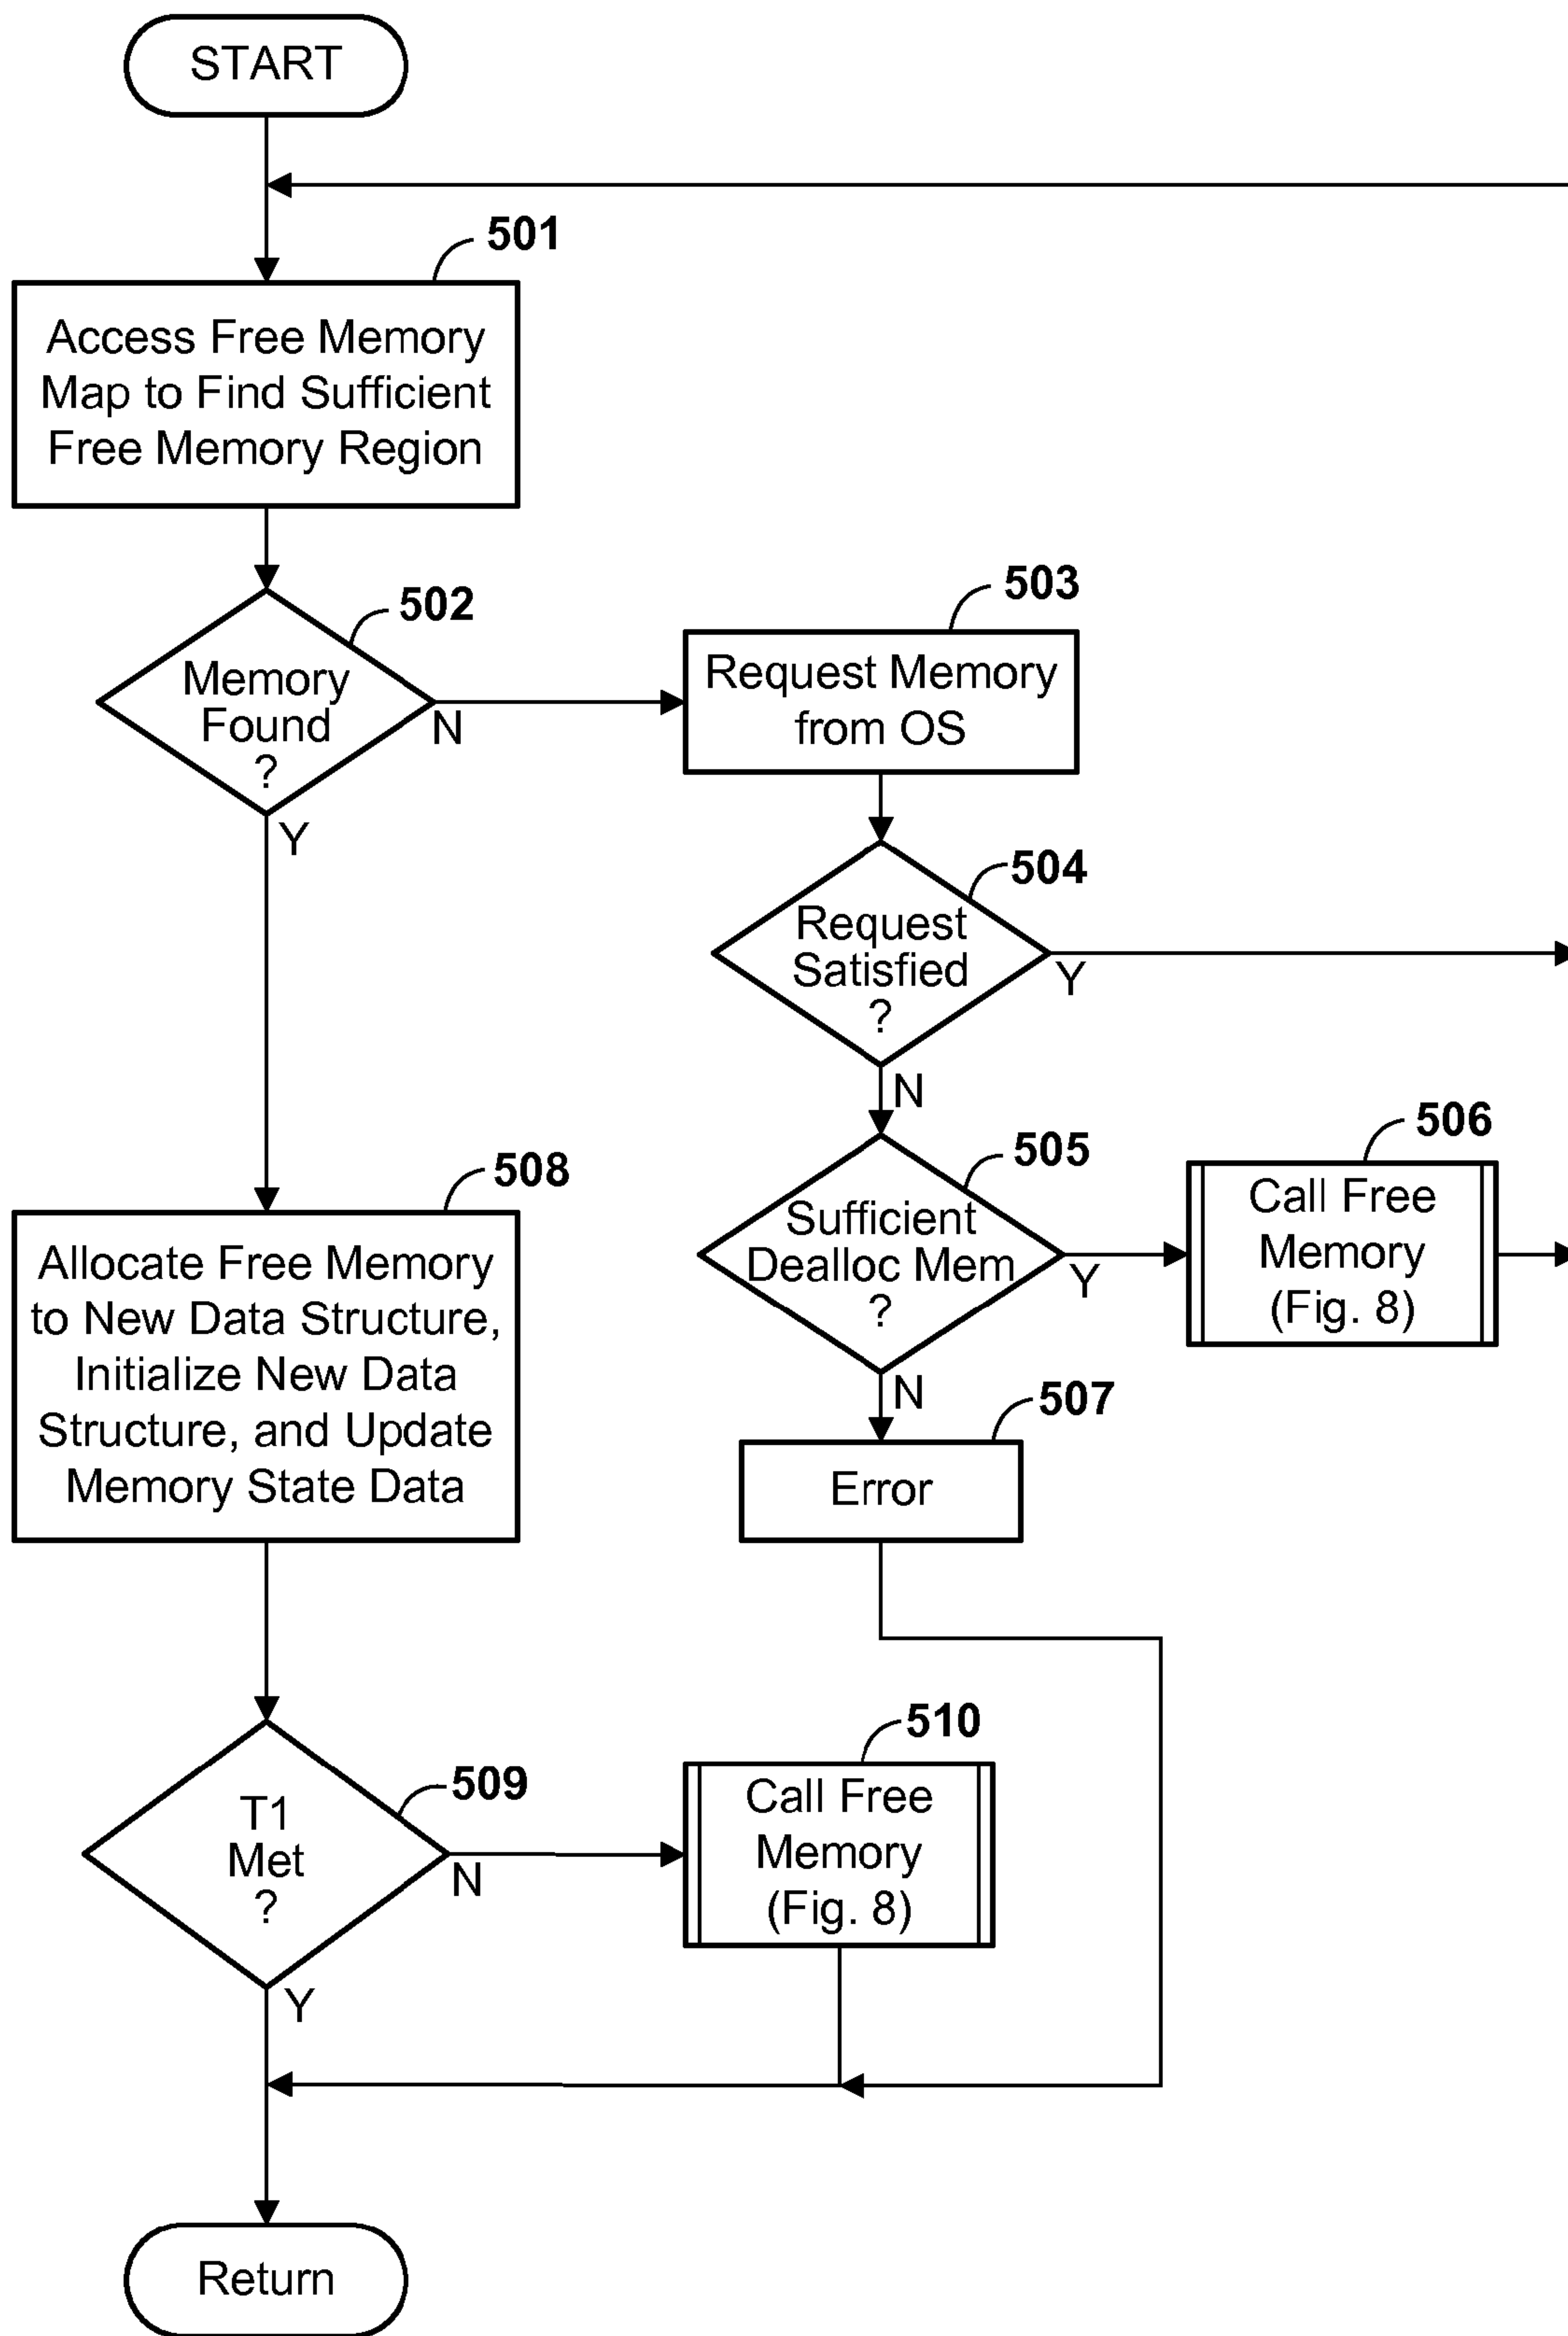 START
501
Access Free Memory
Map to Find Sufficient
Free Memory Region
502
Memory
Found
?
N
Y
503
Request Memory
from OS
504
Request
Satisfied
?
Y
N
505
Sufficient
Dealloc Mem
?
Y
N
506
Call Free
Memory
(Fig. 8)
507
Error
508
Allocate Free Memory
to New Data Structure,
Initialize New Data
Structure, and Update
Memory State Data
509
T1
Met
?
N
Y
510
Call Free
Memory
(Fig. 8)
Return